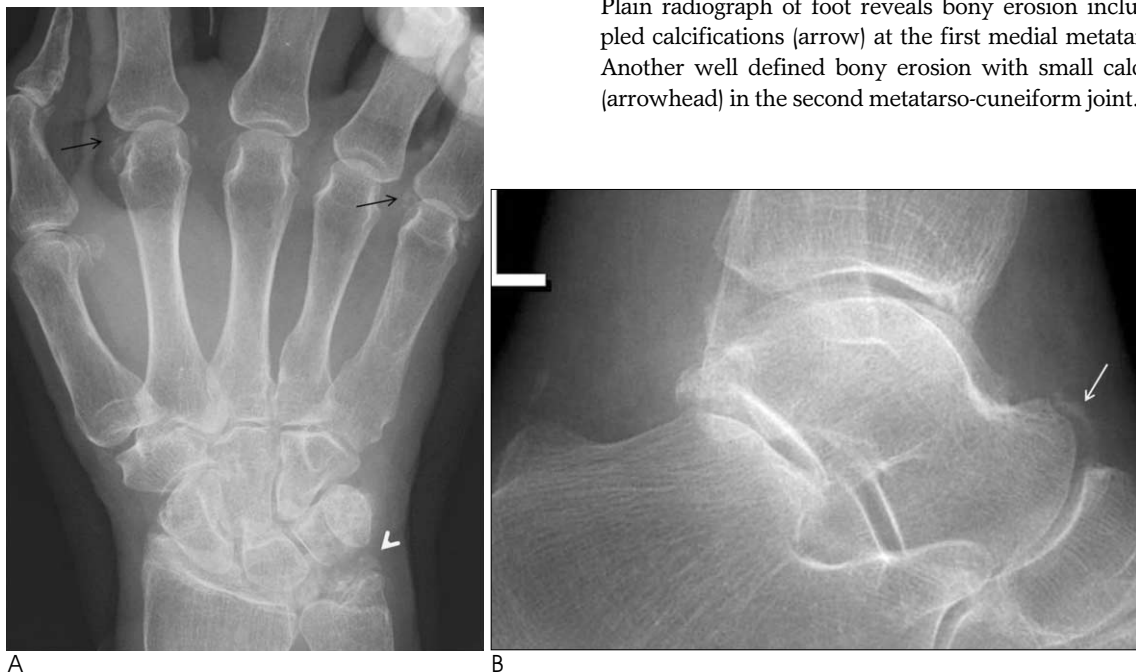 Plain radiograph of foot reveals bony erosion inclu
pled calcifications (arrow) at the first medial metatar
Another well defined bony erosion with small calc
(arrowhead) in the second metatarso-cuneiform joint.
A
B